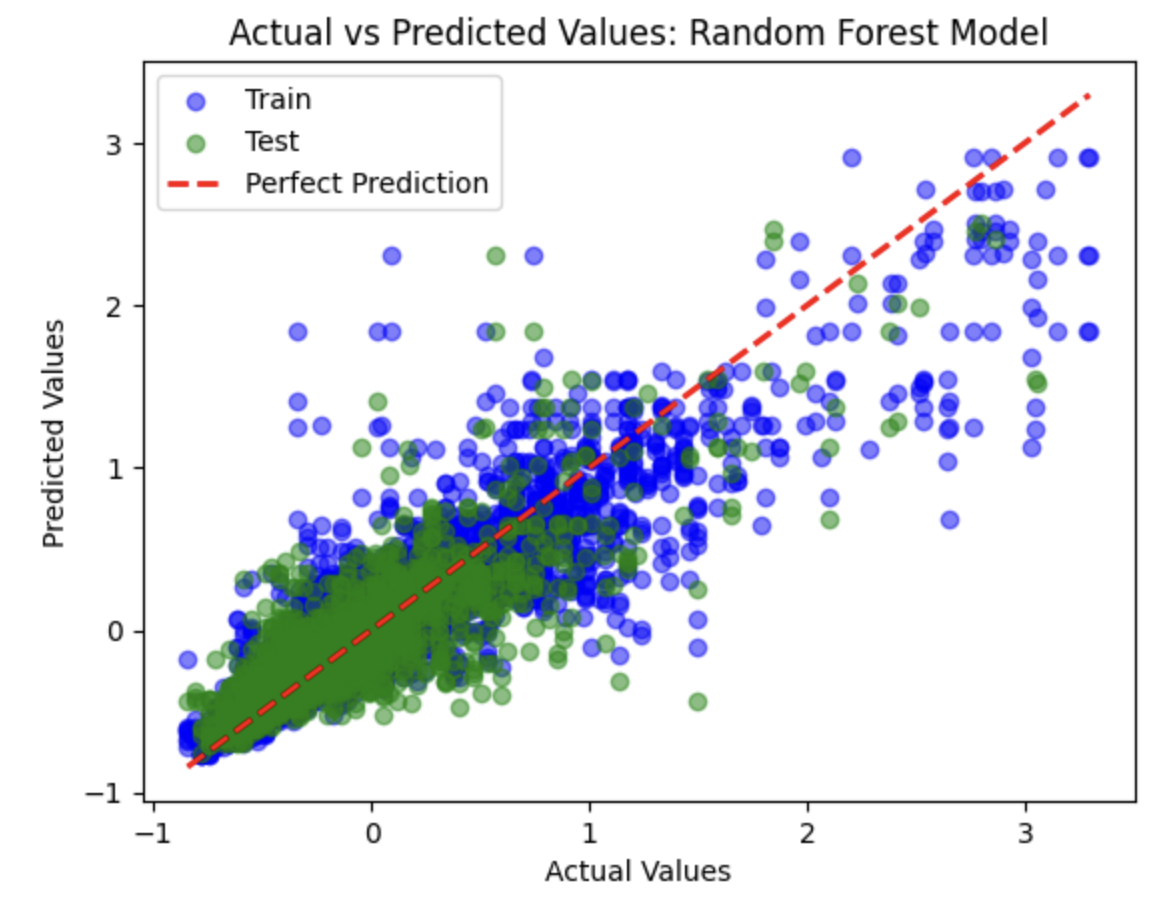 Actual vs Predicted Values: Random Forest Model
Train
Test
Perfect Prediction
3
2
1
0
−1
Predicted Values
−1 0 1 2 3
Actual Values